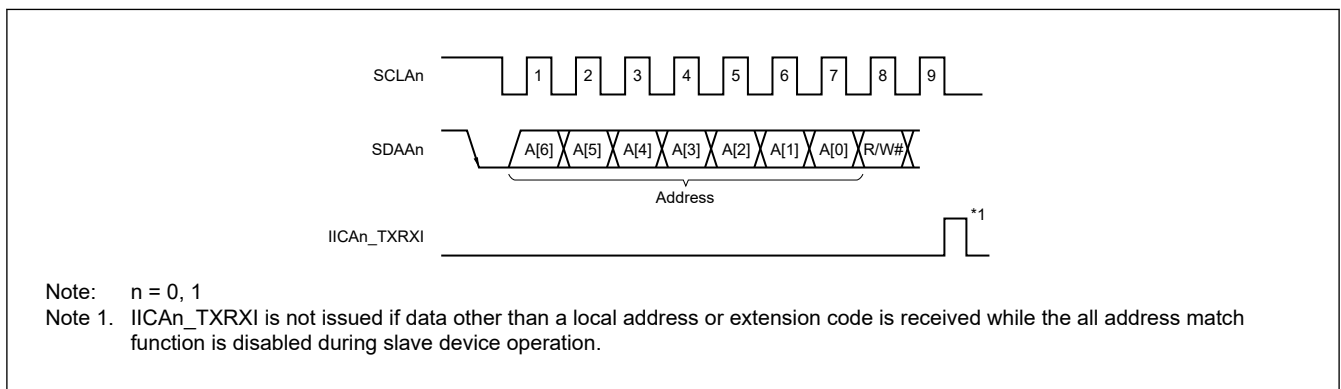 SCLAn 1 2 3 4 5 6 7 8 9
SDAAn A[6] A[5] A[4] A[3] A[2] A[1] A[0] R/W#
Address
IICAn_TXRXI *1
Note: n = 0, 1
Note 1. IICAn_TXRXI is not issued if data other than a local address or extension code is received while the all address match
function is disabled during slave device operation.